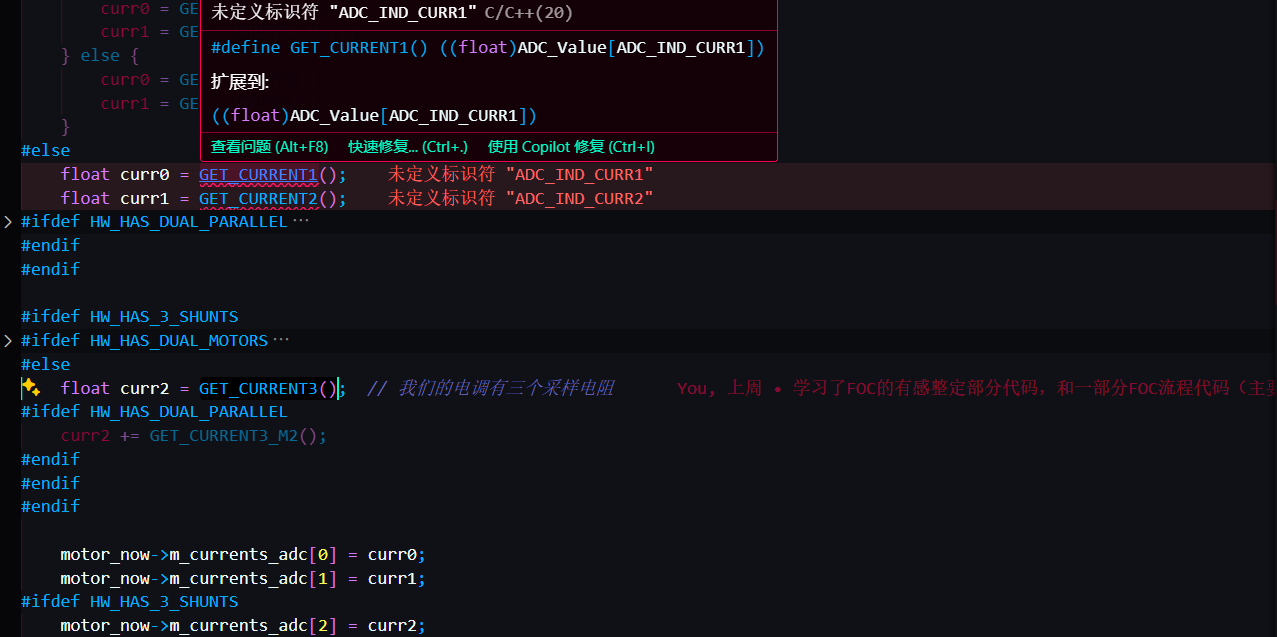 curr0 = GE
未定义标识符 "ADC_IND_CURR1" C/C++(20)
curr1 = GE
#define GET_CURRENT1() ((float)ADC_Value[ADC_IND_CURR1])
} else {
curr0 = GE
扩展到:
curr1 = GE
((float)ADC_Value[ADC_IND_CURR1])
}
查看问题 (Alt+F8) 快速修复... (Ctrl+.) 使用 Copilot 修复 (Ctrl+I)
#else
float curr0 = GET_CURRENT1(); 未定义标识符 "ADC_IND_CURR1"
float curr1 = GET_CURRENT2(); 未定义标识符 "ADC_IND_CURR2"
#ifdef HW_HAS_DUAL_PARALLEL ···
#endif
#endif
#ifdef HW_HAS_3_SHUNTS
#ifdef HW_HAS_DUAL_MOTORS ···
#else
float curr2 = GET_CURRENT3(); // 我们的电调有三个采样电阻 You, 上周 • 学习了FOC的有感整定部分代码，和一部分FOC流程代码（主要
#ifdef HW_HAS_DUAL_PARALLEL
curr2 += GET_CURRENT3_M2();
#endif
#endif
#endif
motor_now->m_currents_adc[0] = curr0;
motor_now->m_currents_adc[1] = curr1;
#ifdef HW_HAS_3_SHUNTS
motor_now->m_currents_adc[2] = curr2;